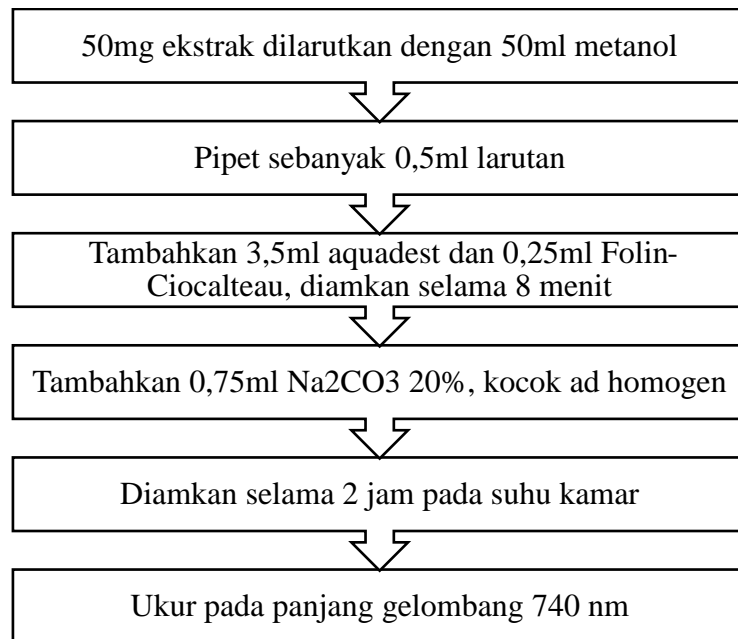 50mg ekstrak dilarutkan dengan 50ml metanol
Pipet sebanyak 0,5ml larutan
Tambahkan 3,5ml aquadest dan 0,25ml Folin-
Ciocalteau, diamkan selama 8 menit
Tambahkan 0,75ml Na2CO3 20%, kocok ad homogen
Diamkan selama 2 jam pada suhu kamar
Ukur pada panjang gelombang 740 nm